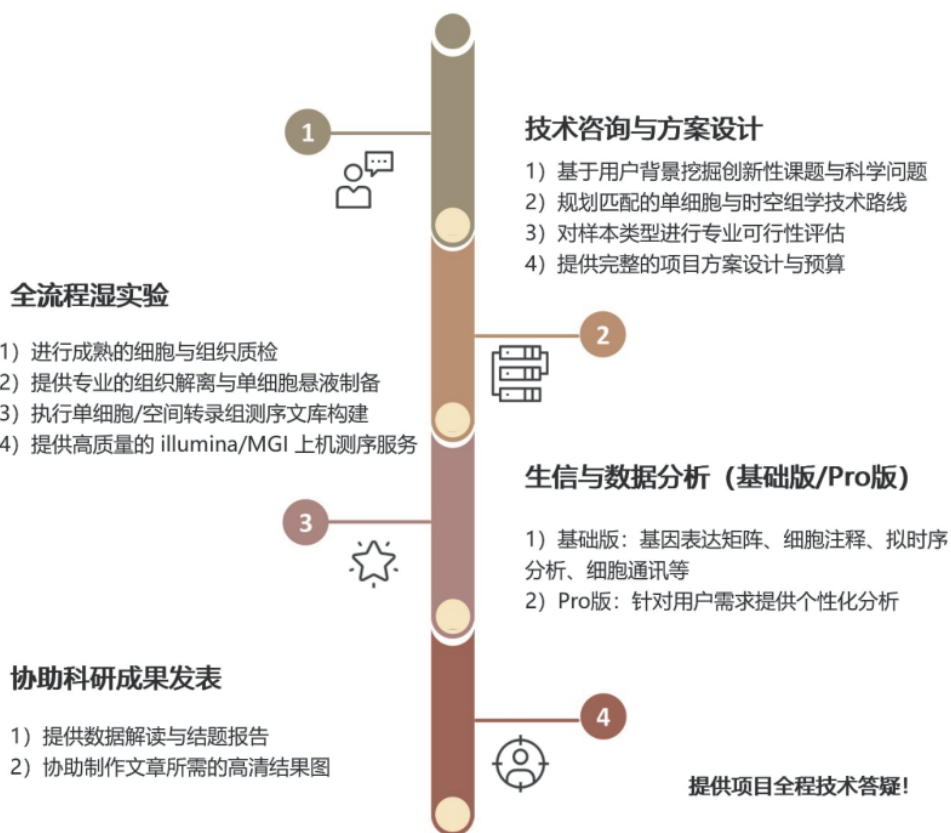 1
技术咨询与方案设计
1）基于用户背景挖掘创新性课题与科学问题
2）规划匹配的单细胞与时空组学技术路线
3）对样本类型进行专业可行性评估
4）提供完整的项目方案设计与预算
2
全流程湿实验
1）进行成熟的细胞与组织质检
2）提供专业的组织解离与单细胞悬液制备
3）执行单细胞/空间转录组测序文库构建
4）提供高质量的 illumina/MGI 上机测序服务
3
生信与数据分析（基础版/Pro版）
1）基础版：基因表达矩阵、细胞注释、拟时序
分析、细胞通讯等
2）Pro版：针对用户需求提供个性化分析
4
协助科研成果发表
1）提供数据解读与结题报告
2）协助制作文章所需的高清结果图
提供项目全程技术答疑！